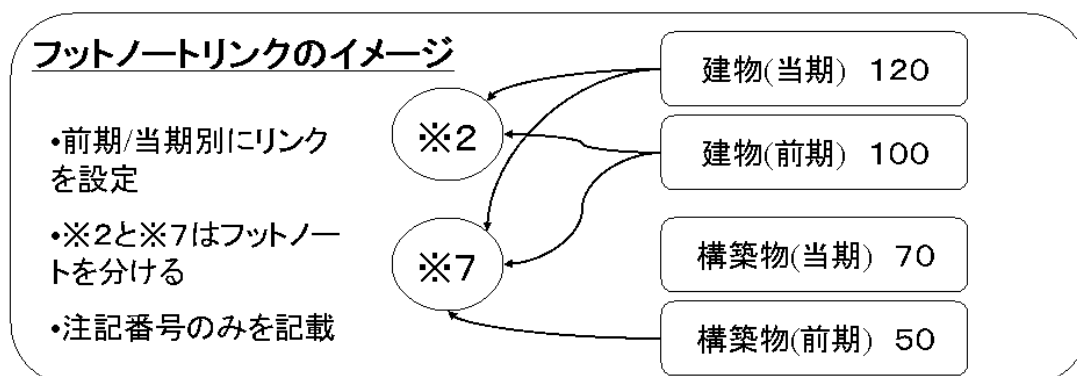 フットノートリンクのイメージ
•前期/当期別にリンク
を設定
•※2と※7はフットノー
トを分ける
•注記番号のみを記載
※2
※7
建物(当期) 120
建物(前期) 100
構築物(当期) 70
構築物(前期) 50